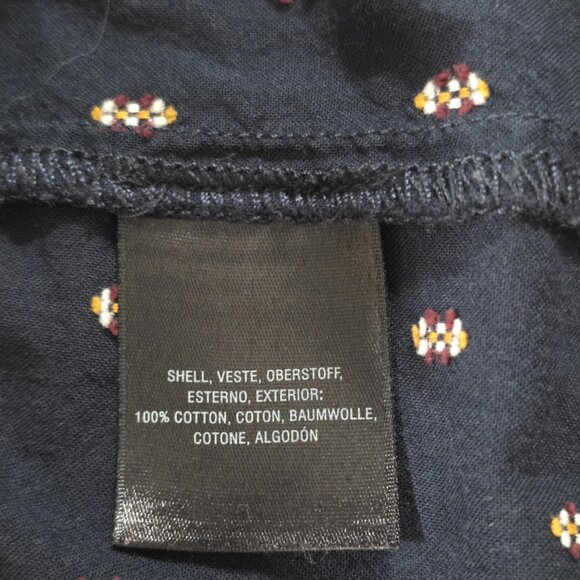 SHELL, VESTE, OBERSTOFF,
ESTERNO, EXTERIOR:
100% COTTON, COTON, BAUMWOLLE,
COTONE, ALGODÓN